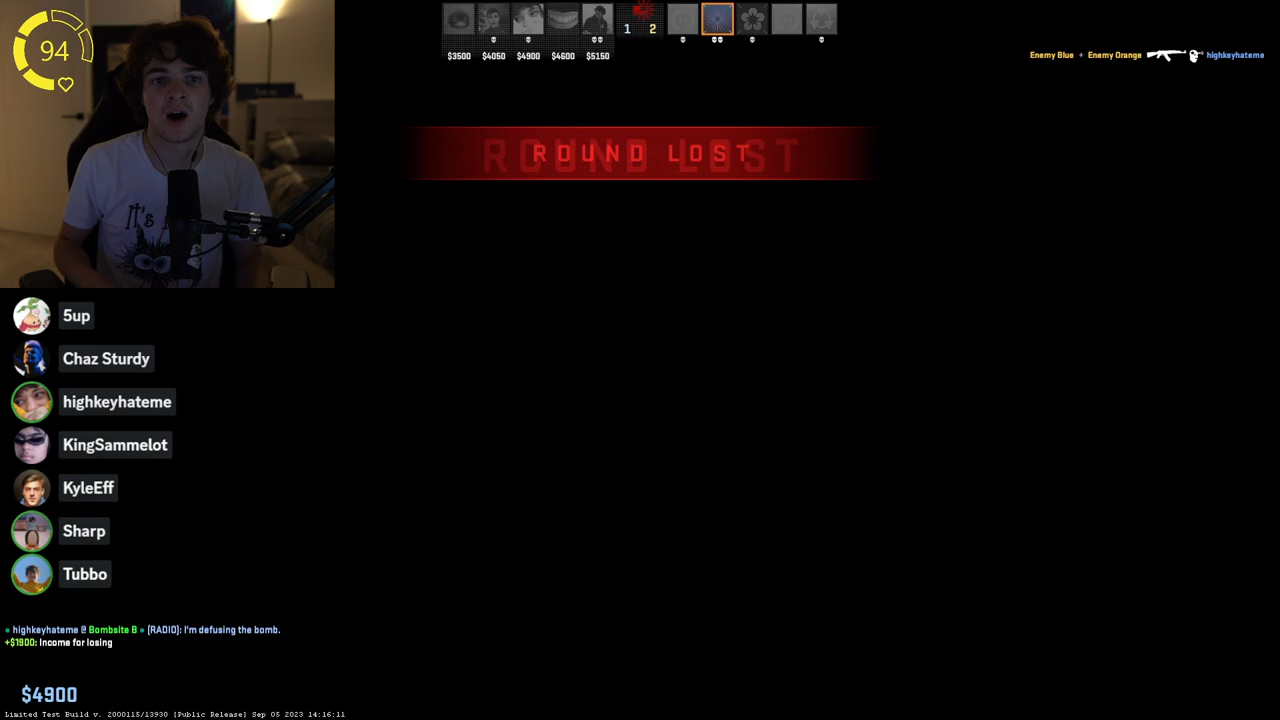 94
1 2
$3500 $4050 $4900 $4600 $5150
Enemy Blue + Enemy Orange highkeyhateme
ROUND LOST
IT'S
5up
Chaz Sturdy
highkeyhateme
KingSammelot
KyleEff
Sharp
Tubbo
● highkeyhateme @ Bombsite B ● [RADIO]: I'm defusing the bomb.
+$1900: Income for losing
$4900
Limited Test Build v. 2000115/13930 [Public Release] Sep 05 2023 14:16:11